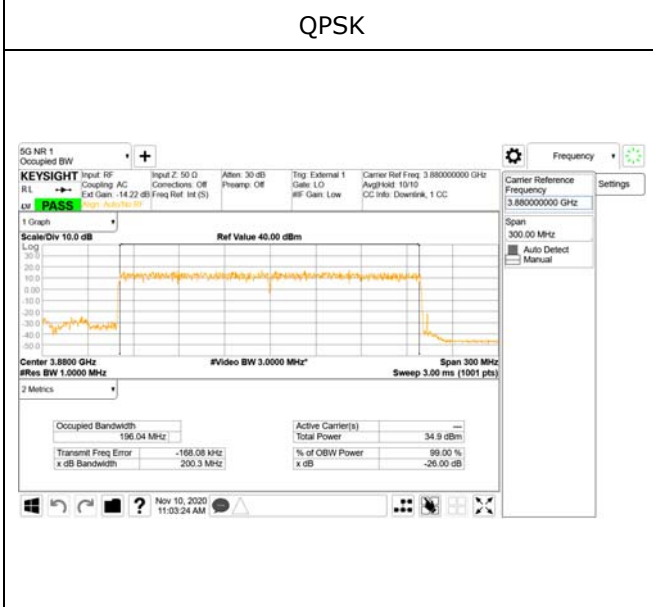 QPSK
5G NR 1
Occupied BW
Frequency
Settings
KEYSIGHT
RL
PASS
Input: RF
Coupling: AC
Ext Gain: -14.22 dB
Align: Auto/No RF
Input Z: 50 Ω
Corrections: Off
Freq Ref: Int (S)
Atten: 30 dB
Preamp: Off
Trig: External 1
Gate: LO
#IF Gain: Low
Carrier Ref Freq: 3.880000000 GHz
Avg|Hold: 10/10
CC Info: Downlink, 1 CC
Carrier Reference
Frequency
3.880000000 GHz
Span
300.00 MHz
Auto Detect
Manual
1 Graph
Scale/Div 10.0 dB
Ref Value 40.00 dBm
Log
30.0
20.0
10.0
0.00
-10.0
-20.0
-30.0
-40.0
-50.0
Center 3.8800 GHz
#Video BW 3.0000 MHz*
Span 300 MHz
#Res BW 1.0000 MHz
Sweep 3.00 ms (1001 pts)
2 Metrics
Occupied Bandwidth
196.04 MHz
Transmit Freq Error -168.08 kHz
x dB Bandwidth 200.3 MHz
Active Carrier(s) —
Total Power 34.9 dBm
% of OBW Power 99.00 %
x dB -26.00 dB
Nov 10, 2020
11:03:24 AM